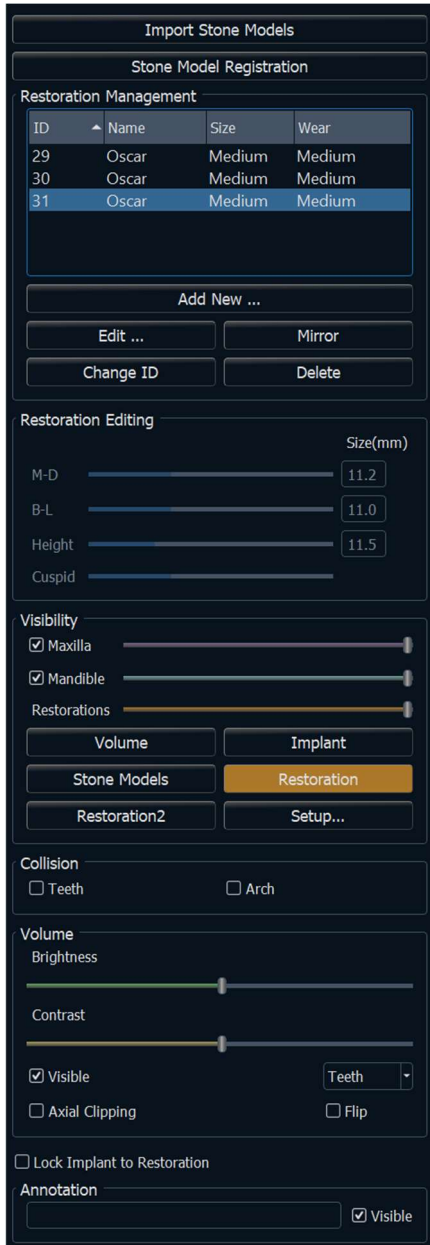 Import Stone Models
Stone Model Registration
Restoration Management
ID Name Size Wear
29 Oscar Medium Medium
30 Oscar Medium Medium
31 Oscar Medium Medium
Add New ...
Edit ... Mirror
Change ID Delete
Restoration Editing
Size(mm)
M-D 11.2
B-L 11.0
Height 11.5
Cuspid
Visibility
Maxilla
Mandible
Restorations
Volume Implant
Stone Models Restoration
Restoration2 Setup...
Collision
Teeth Arch
Volume
Brightness
Contrast
Visible Teeth
Axial Clipping Flip
Lock Implant to Restoration
Annotation
Visible